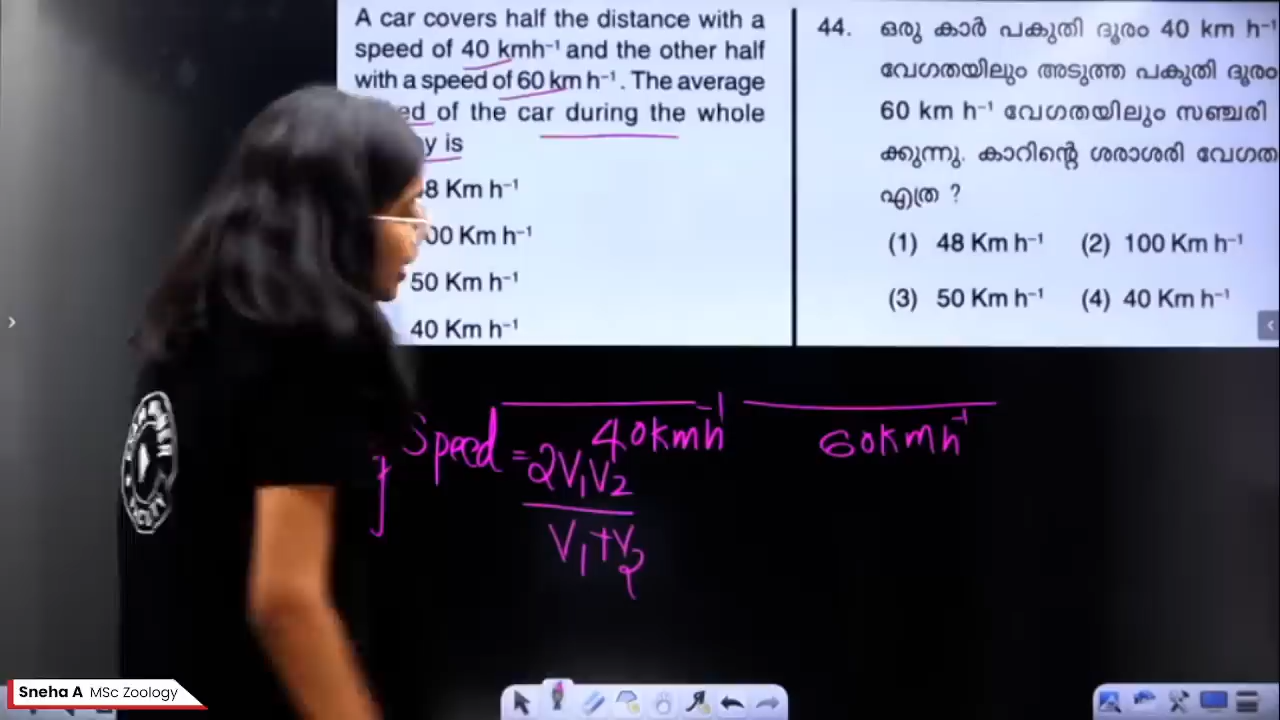 A car covers half the distance with a
speed of 40 kmh⁻¹ and the other half
with a speed of 60 km h⁻¹. The average
of the car during the whole
is
8 Km h⁻¹
00 Km h⁻¹
50 Km h⁻¹
40 Km h⁻¹
44. ഒരു കാർ പകുതി ദൂരം 40 km h⁻¹
വേഗതയിലും അടുത്ത പകുതി ദൂരം
60 km h⁻¹ വേഗതയിലും സഞ്ചരി
ക്കുന്നു. കാറിന്റെ ശരാശരി വേഗത
എത്ര ?
(1) 48 Km h⁻¹ (2) 100 Km h⁻¹
(3) 50 Km h⁻¹ (4) 40 Km h⁻¹
40kmh⁻¹ 60kmh⁻¹
Speed = 2V₁V₂
V₁+V₂
Sneha A MSc Zoology